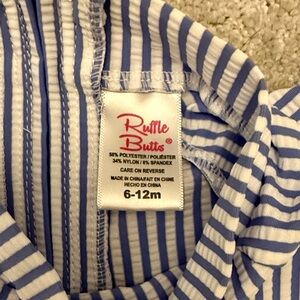 Ruffle
Butts®
58% POLYESTER / POLIÉSTER
34% NYLON / 8% SPANDEX
CARE ON REVERSE
MADE IN CHINA/FAIT EN CHINE
HECHO EN CHINA
6-12m